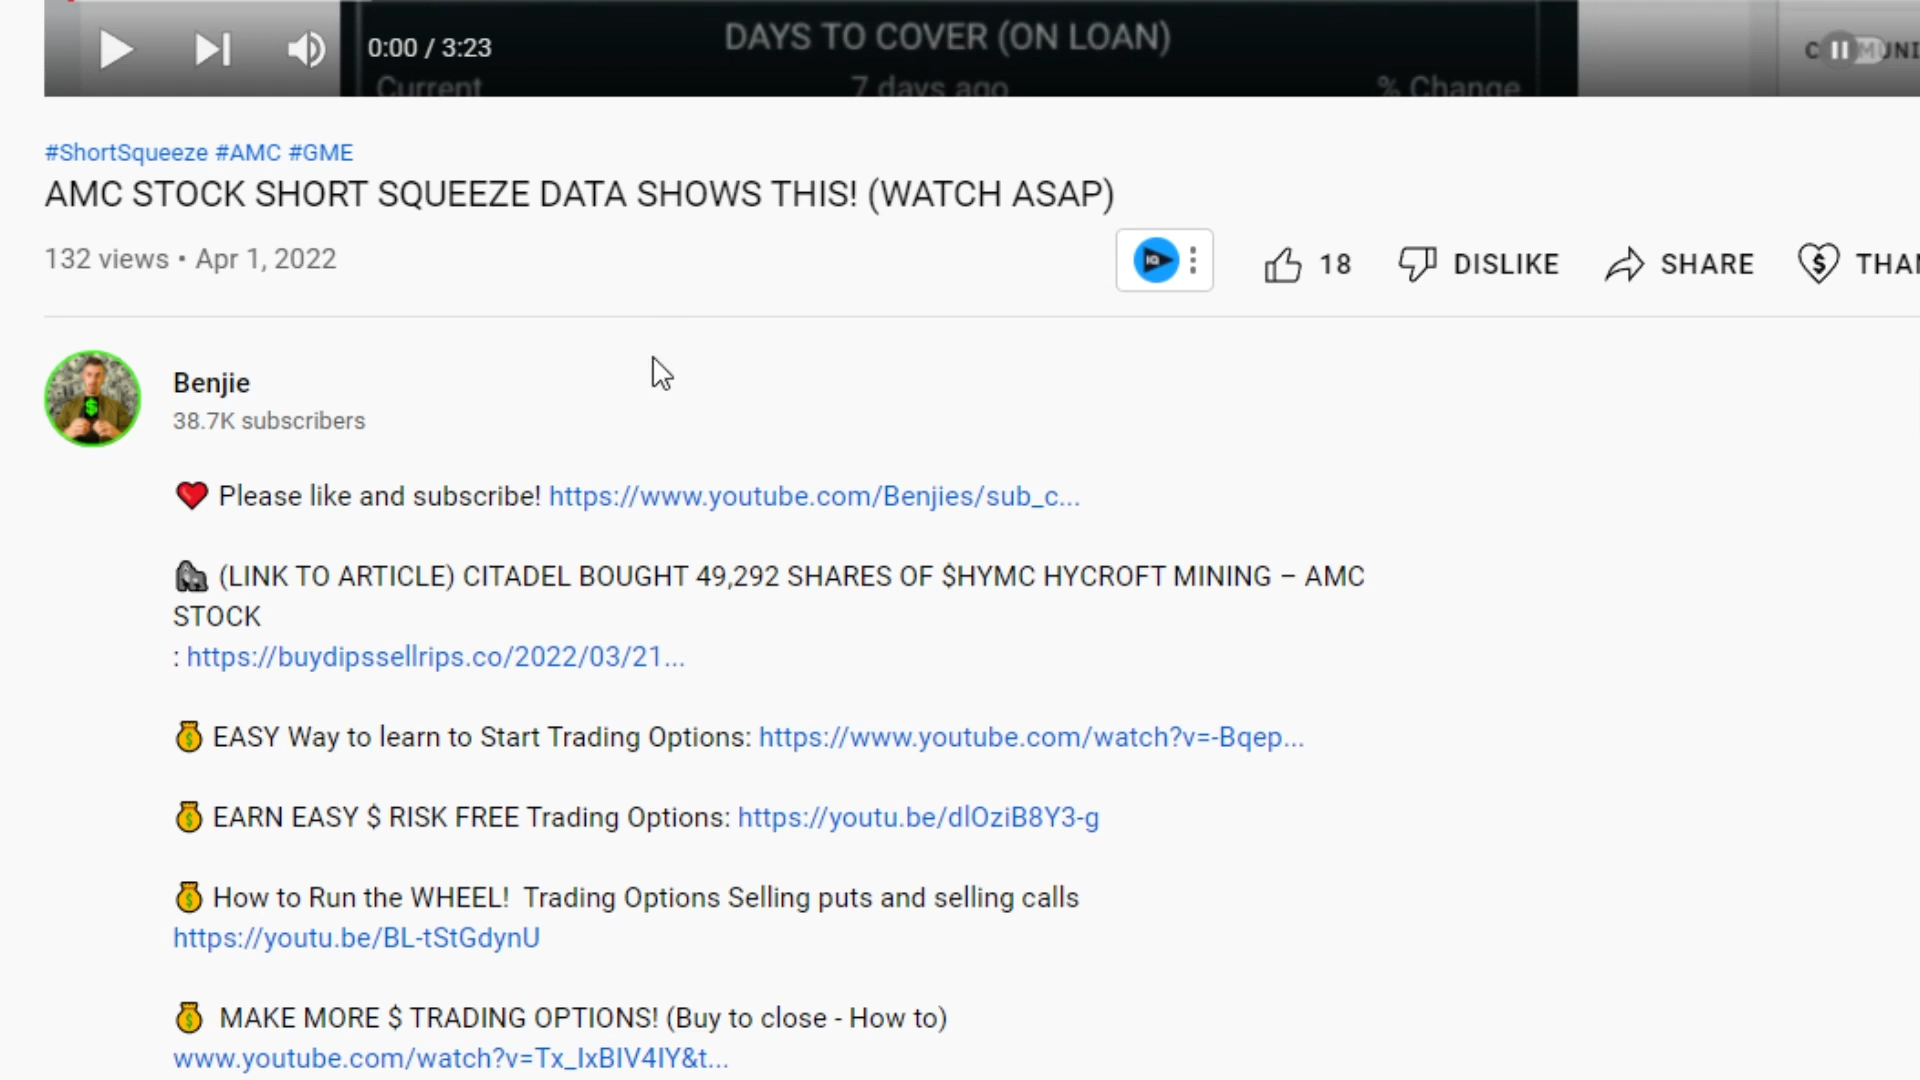 DAYS TO COVER (ON LOAN)
0:00 / 3:23
Current 7 days ago % Change
#ShortSqueeze #AMC #GME
AMC STOCK SHORT SQUEEZE DATA SHOWS THIS! (WATCH ASAP)
132 views • Apr 1, 2022
IQ
18 DISLIKE SHARE
Benjie
38.7K subscribers
❤️ Please like and subscribe! https://www.youtube.com/Benjies/sub_c...
🦍 (LINK TO ARTICLE) CITADEL BOUGHT 49,292 SHARES OF $HYMC HYCROFT MINING – AMC
STOCK
: https://buydipssellrips.co/2022/03/21...
💰 EASY Way to learn to Start Trading Options: https://www.youtube.com/watch?v=-Bqep...
💰 EARN EASY $ RISK FREE Trading Options: https://youtu.be/dlOziB8Y3-g
💰 How to Run the WHEEL! Trading Options Selling puts and selling calls
https://youtu.be/BL-tStGdynU
💰 MAKE MORE $ TRADING OPTIONS! (Buy to close - How to)
www.youtube.com/watch?v=Tx_IxBIV4IY&t...